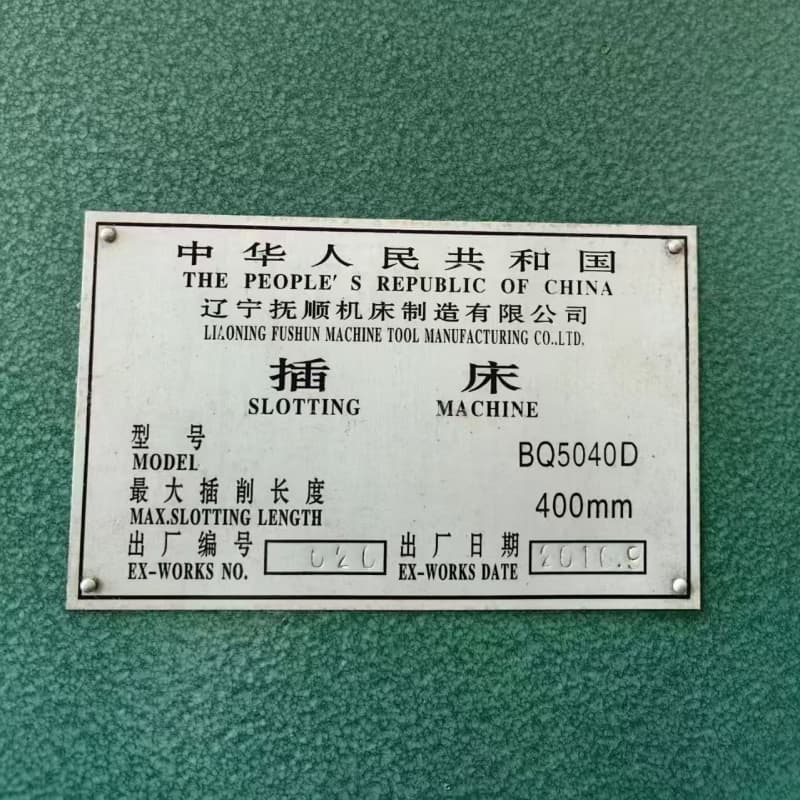 中华人民共和国
THE PEOPLE'S REPUBLIC OF CHINA
辽宁抚顺机床制造有限公司
LIAONING FUSHUN MACHINE TOOL MANUFACTURING CO.,LTD.
插 床
SLOTTING MACHINE
型 号
MODEL BQ5040D
最大插削长度
MAX.SLOTTING LENGTH 400mm
出厂编号 出厂日期
EX-WORKS NO. EX-WORKS DATE